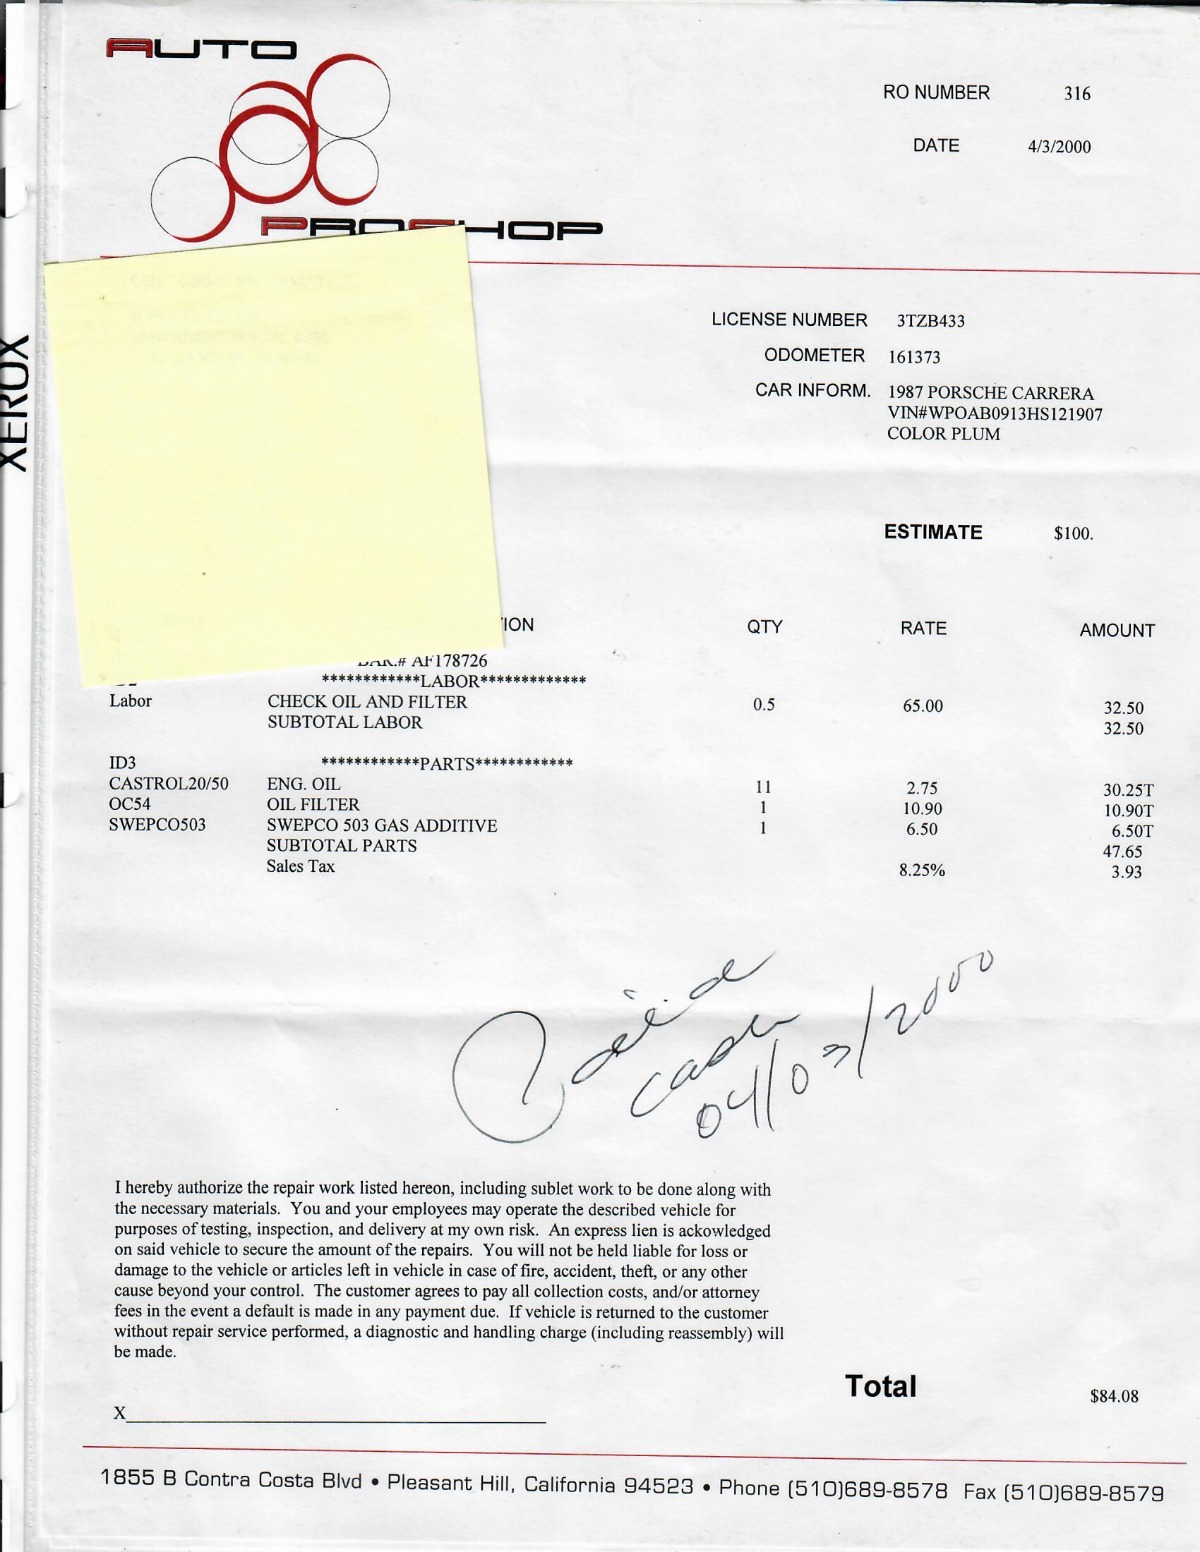 AUTO
PROSHOP
RO NUMBER 316
DATE 4/3/2000
XEROX
LICENSE NUMBER 3TZB433
ODOMETER 161373
CAR INFORM. 1987 PORSCHE CARRERA
VIN#WPOAB0913HS121907
COLOR PLUM
ESTIMATE $100.
ION QTY RATE AMOUNT
BAR.# AF178726
************LABOR*************
Labor CHECK OIL AND FILTER 0.5 65.00 32.50
SUBTOTAL LABOR 32.50
ID3 ************PARTS************
CASTROL20/50 ENG. OIL 11 2.75 30.25T
OC54 OIL FILTER 1 10.90 10.90T
SWEPCO503 SWEPCO 503 GAS ADDITIVE 1 6.50 6.50T
SUBTOTAL PARTS 47.65
Sales Tax 8.25% 3.93
Paid
Cash
04/03/2000
I hereby authorize the repair work listed hereon, including sublet work to be done along with
the necessary materials. You and your employees may operate the described vehicle for
purposes of testing, inspection, and delivery at my own risk. An express lien is ackowledged
on said vehicle to secure the amount of the repairs. You will not be held liable for loss or
damage to the vehicle or articles left in vehicle in case of fire, accident, theft, or any other
cause beyond your control. The customer agrees to pay all collection costs, and/or attorney
fees in the event a default is made in any payment due. If vehicle is returned to the customer
without repair service performed, a diagnostic and handling charge (including reassembly) will
be made.
Total $84.08
X
1855 B Contra Costa Blvd • Pleasant Hill, California 94523 • Phone (510)689-8578 Fax (510)689-8579